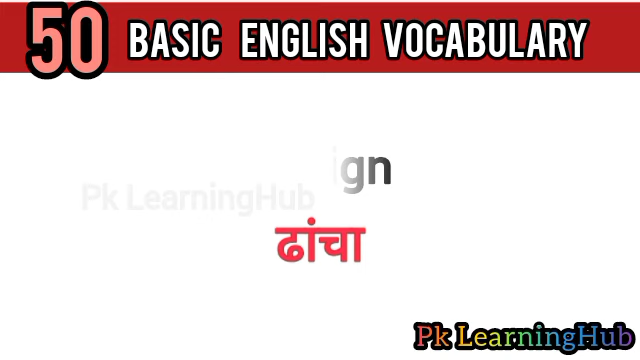 50 BASIC ENGLISH VOCABULARY
ign
Pk LearningHub
ढांचा
Pk LearningHub